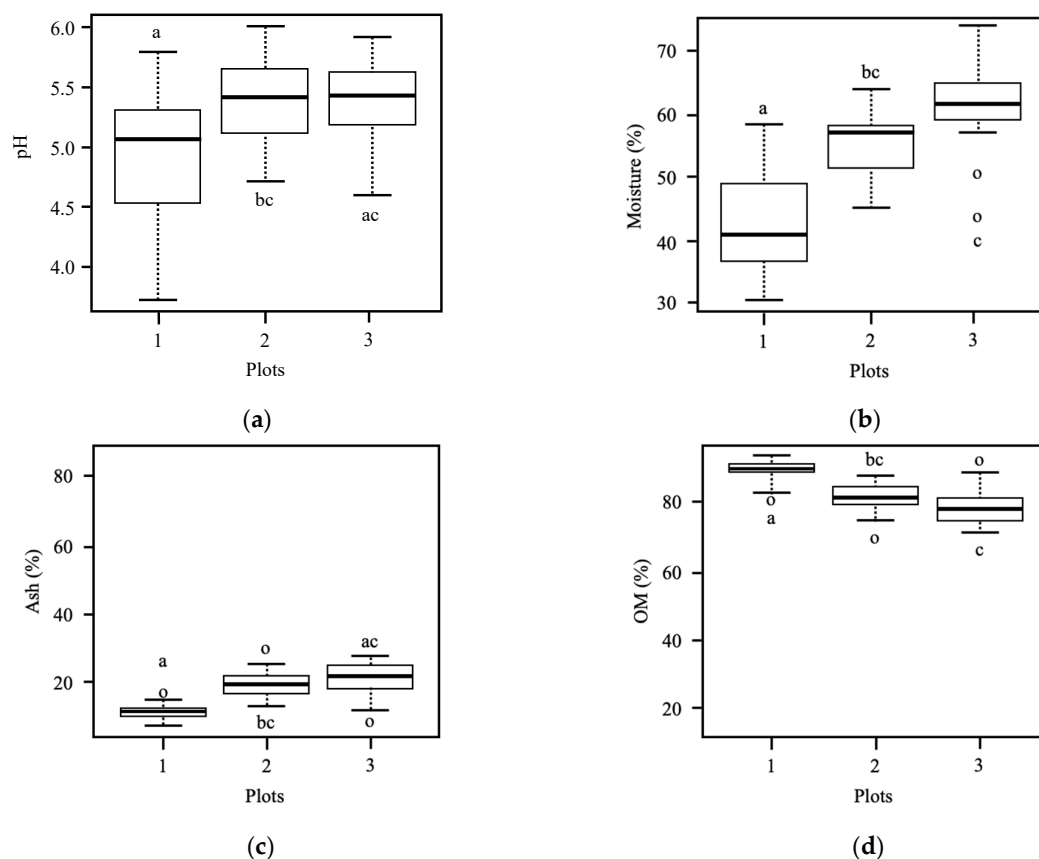 6.0
5.5
5.0
4.5
4.0
pH
a
bc
ac
1 2 3
Plots
(a)
70
60
50
40
30
Moisture (%)
a
bc
o
o
c
1 2 3
Plots
(b)
80
60
40
20
Ash (%)
a
o
o
bc
ac
o
1 2 3
Plots
(c)
80
60
40
20
OM (%)
o
a
bc
o
o
c
1 2 3
Plots
(d)